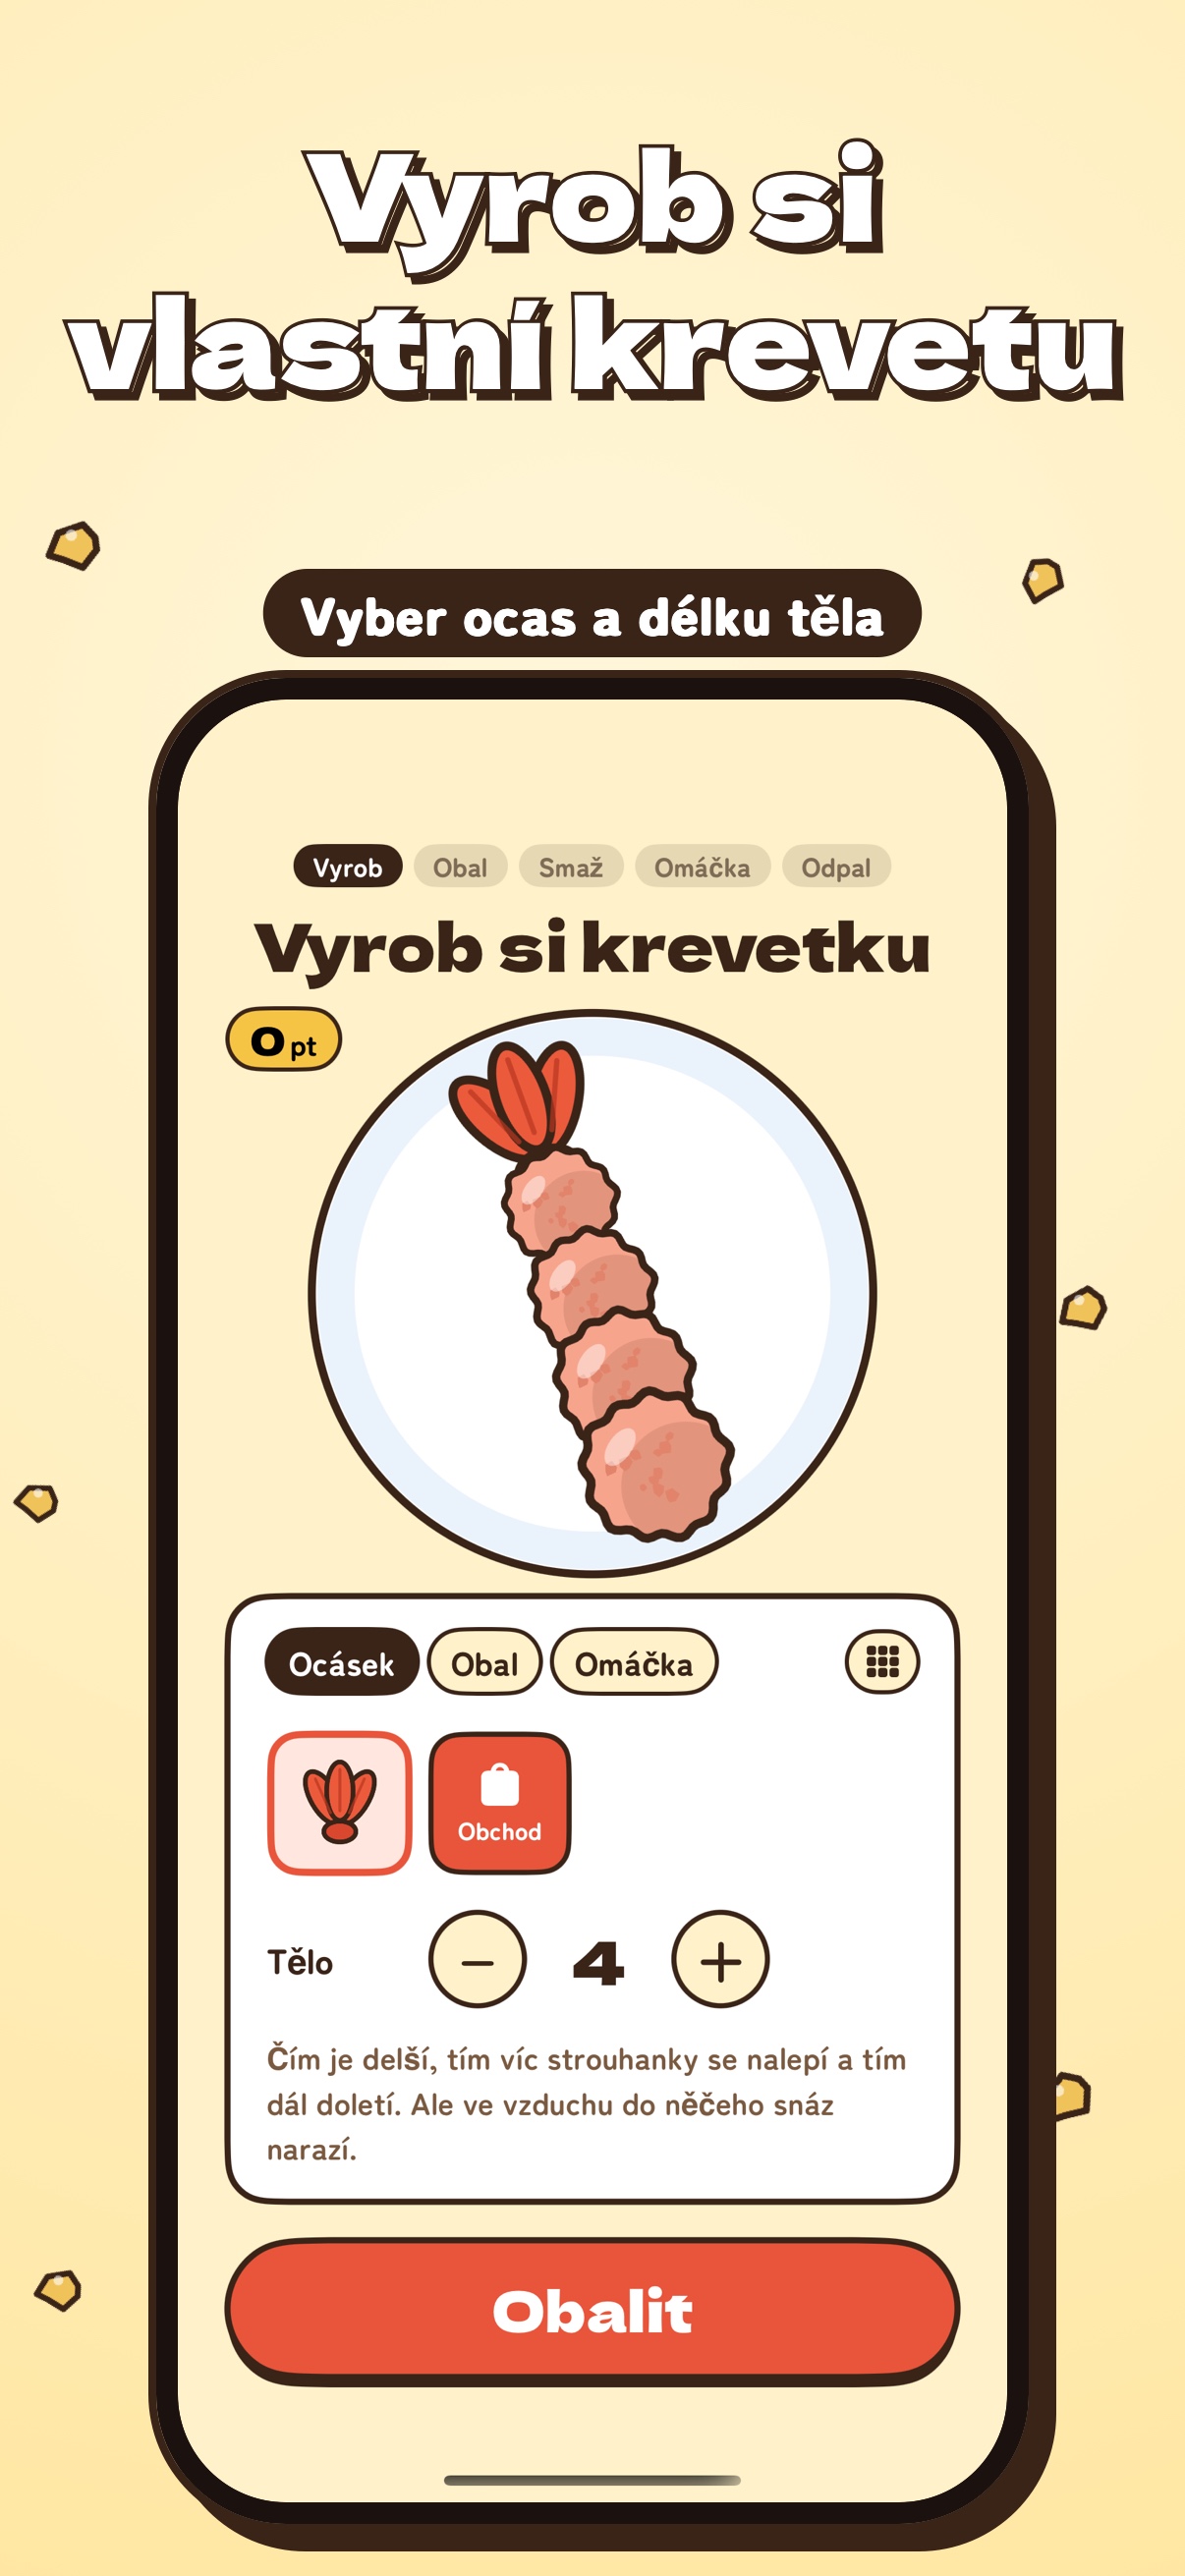 Vyrob si
vlastní krevetu
Vyber ocas a délku těla
Vyrob Obal Smaž Omáčka Odpal
Vyrob si krevetku
0 pt
Ocásek Obal Omáčka
Obchod
Tělo − 4 +
Čím je delší, tím víc strouhanky se nalepí a tím
dál doletí. Ale ve vzduchu do něčeho snáz
narazí.
Obalit